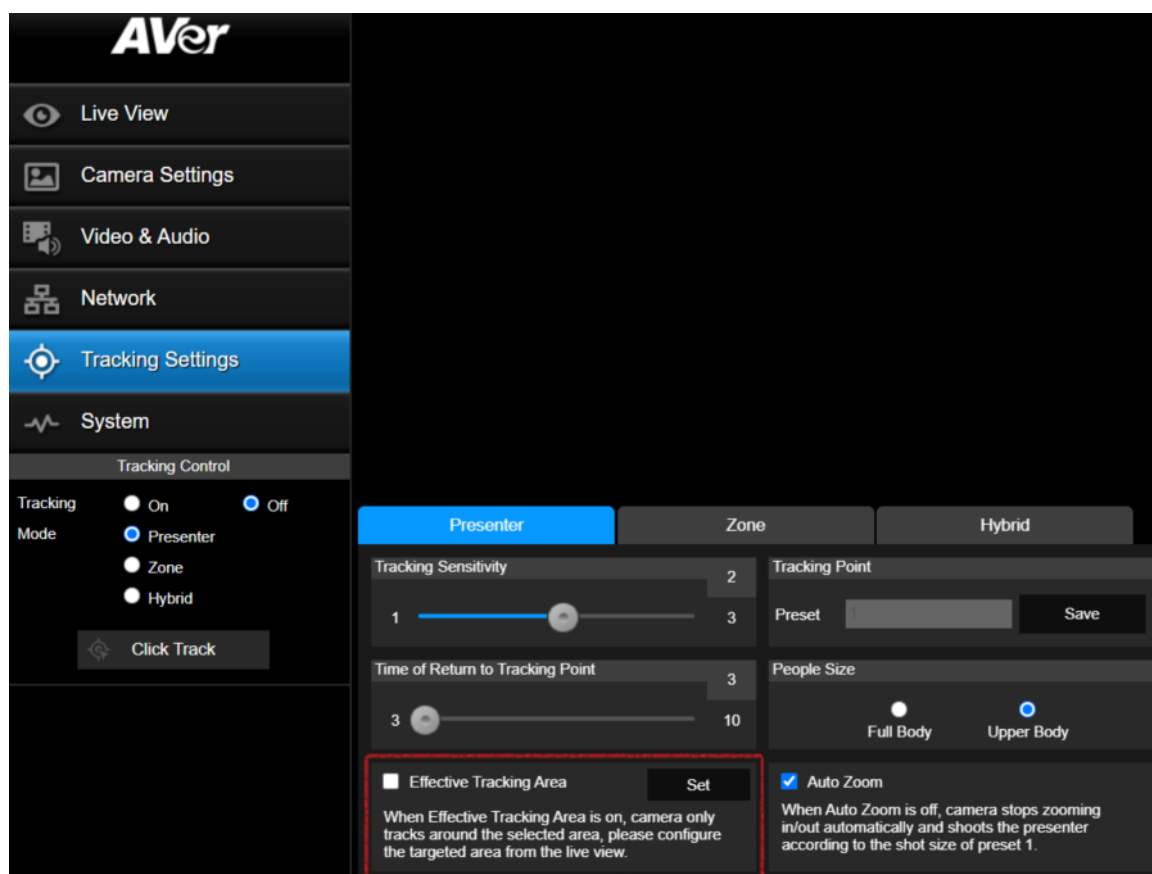 AVer
Live View
Camera Settings
Video & Audio
Network
Tracking Settings
System
Tracking Control
Tracking On Off
Mode Presenter
Zone
Hybrid
Click Track
Presenter Zone Hybrid
Tracking Sensitivity 2
1 3
Tracking Point
Preset 1 Save
Time of Return to Tracking Point 3
3 10
People Size
Full Body Upper Body
Effective Tracking Area Set
When Effective Tracking Area is on, camera only
tracks around the selected area, please configure
the targeted area from the live view.
Auto Zoom
When Auto Zoom is off, camera stops zooming
in/out automatically and shoots the presenter
according to the shot size of preset 1.